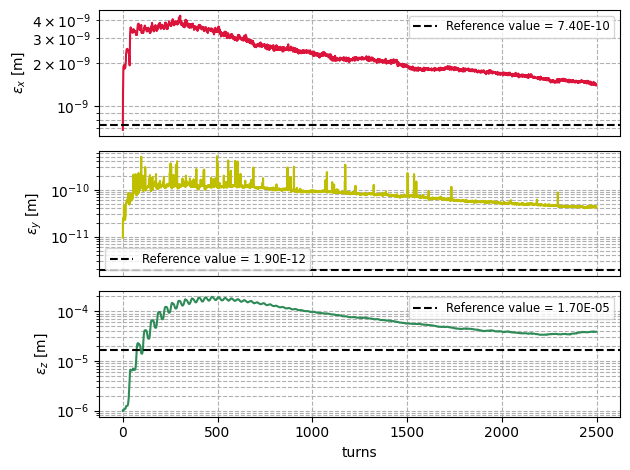 4 × 10⁻⁹
3 × 10⁻⁹
2 × 10⁻⁹
10⁻⁹
εₓ [m]
Reference value = 7.40E-10
10⁻¹⁰
10⁻¹¹
ε_y [m]
Reference value = 1.90E-12
10⁻⁴
10⁻⁵
10⁻⁶
ε_z [m]
Reference value = 1.70E-05
0 500 1000 1500 2000 2500
turns